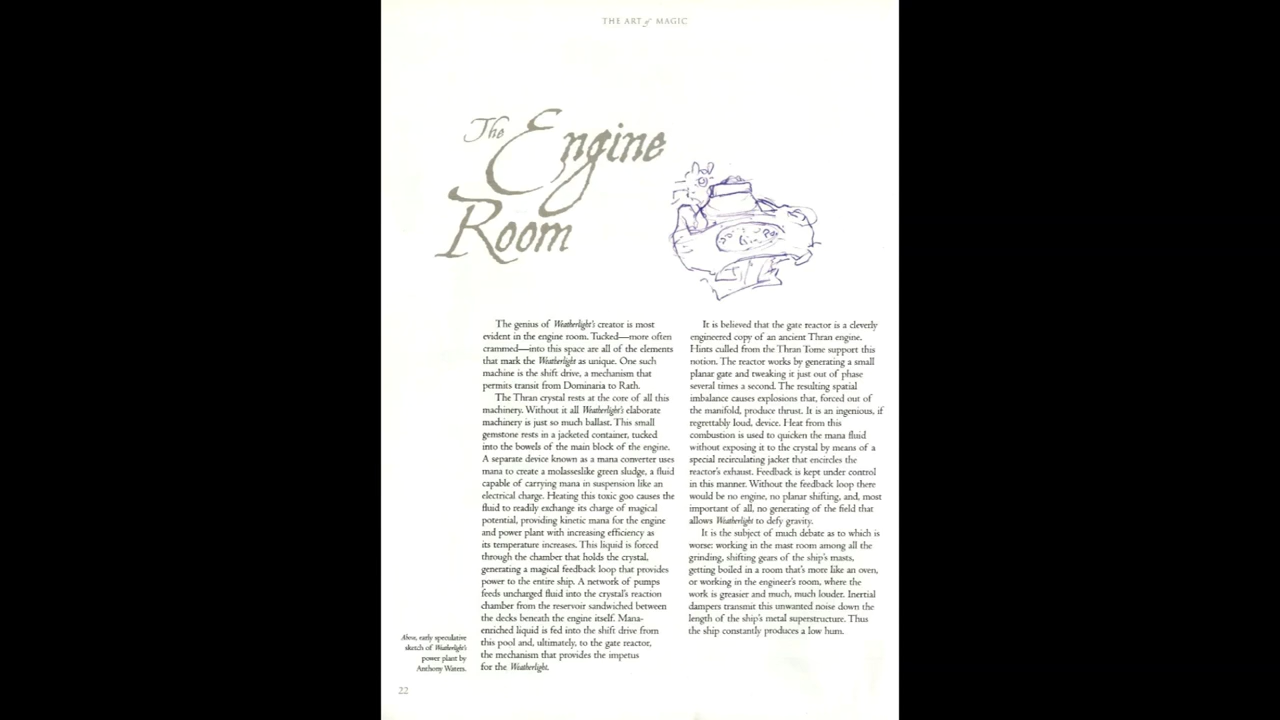 THE ART of MAGIC
The Engine
Room
The genius of Weatherlight's creator is most
evident in the engine room. Tucked—more often
crammed—into this space are all of the elements
that mark the Weatherlight as unique. One such
machine is the shift drive, a mechanism that
permits transit from Dominaria to Rath.
The Thran crystal rests at the core of all this
machinery. Without it all Weatherlight's elaborate
machinery is just so much ballast. This small
gemstone rests in a jacketed container, tucked
into the bowels of the main block of the engine.
A separate device known as a mana converter uses
mana to create a molasseslike green sludge, a fluid
capable of carrying mana in suspension like an
electrical charge. Heating this toxic goo causes the
fluid to readily exchange its charge of magical
potential, providing kinetic mana for the engine
and power plant with increasing efficiency as
its temperature increases. This liquid is forced
through the chamber that holds the crystal,
generating a magical feedback loop that provides
power to the entire ship. A network of pumps
feeds uncharged fluid into the crystal's reaction
chamber from the reservoir sandwiched between
the decks beneath the engine itself. Mana-
enriched liquid is fed into the shift drive from
this pool and, ultimately, to the gate reactor,
the mechanism that provides the impetus
for the Weatherlight.
It is believed that the gate reactor is a cleverly
engineered copy of an ancient Thran engine.
Hints culled from the Thran Tome support this
notion. The reactor works by generating a small
planar gate and tweaking it just out of phase
several times a second. The resulting spatial
imbalance causes explosions that, forced out of
the manifold, produce thrust. It is an ingenious, if
regrettably loud, device. Heat from this
combustion is used to quicken the mana fluid
without exposing it to the crystal by means of a
special recirculating jacket that encircles the
reactor's exhaust. Feedback is kept under control
in this manner. Without the feedback loop there
would be no engine, no planar shifting, and, most
important of all, no generating of the field that
allows Weatherlight to defy gravity.
It is the subject of much debate as to which is
worse: working in the mast room among all the
grinding, shifting gears of the ship's masts,
getting boiled in a room that's more like an oven,
or working in the engineer's room, where the
work is greasier and much, much louder. Inertial
dampers transmit this unwanted noise down the
length of the ship's metal superstructure. Thus
the ship constantly produces a low hum.
Above, early speculative
sketch of Weatherlight's
power plant by
Anthony Waters.
22